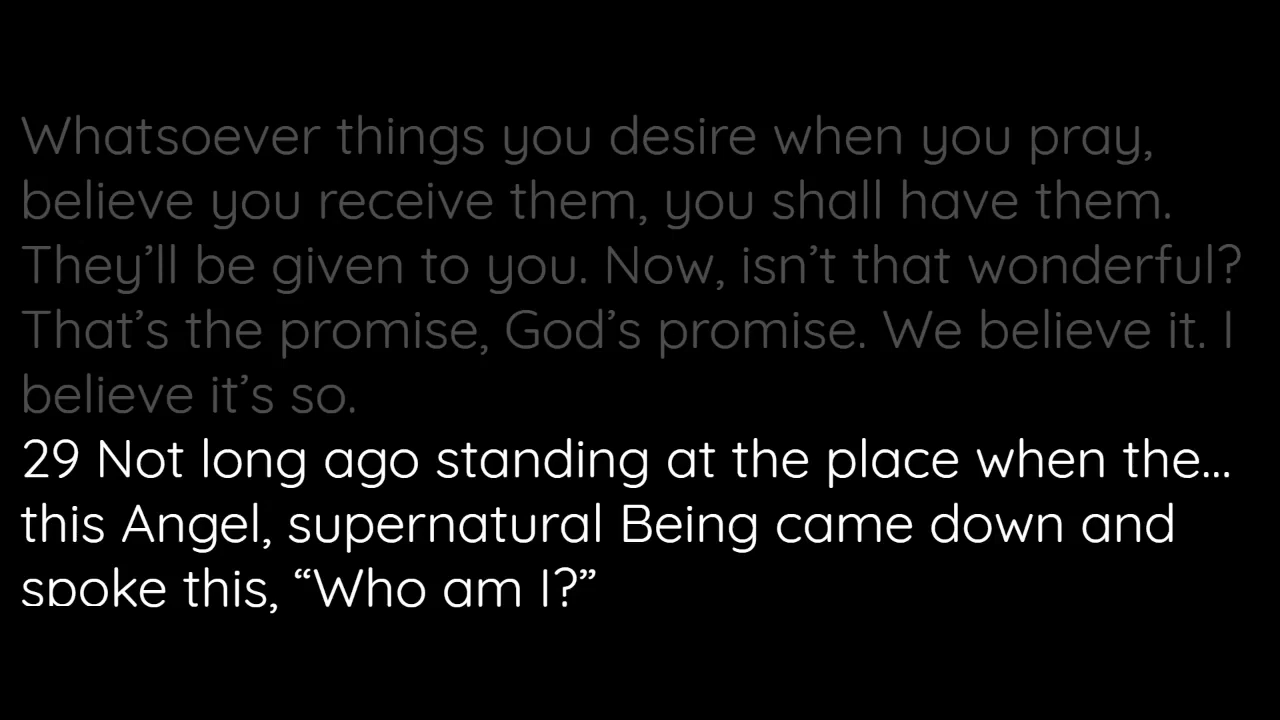 Whatsoever things you desire when you pray,
believe you receive them, you shall have them.
They’ll be given to you. Now, isn’t that wonderful?
That’s the promise, God’s promise. We believe it. I
believe it’s so.
29 Not long ago standing at the place when the...
this Angel, supernatural Being came down and
spoke this, “Who am I?”